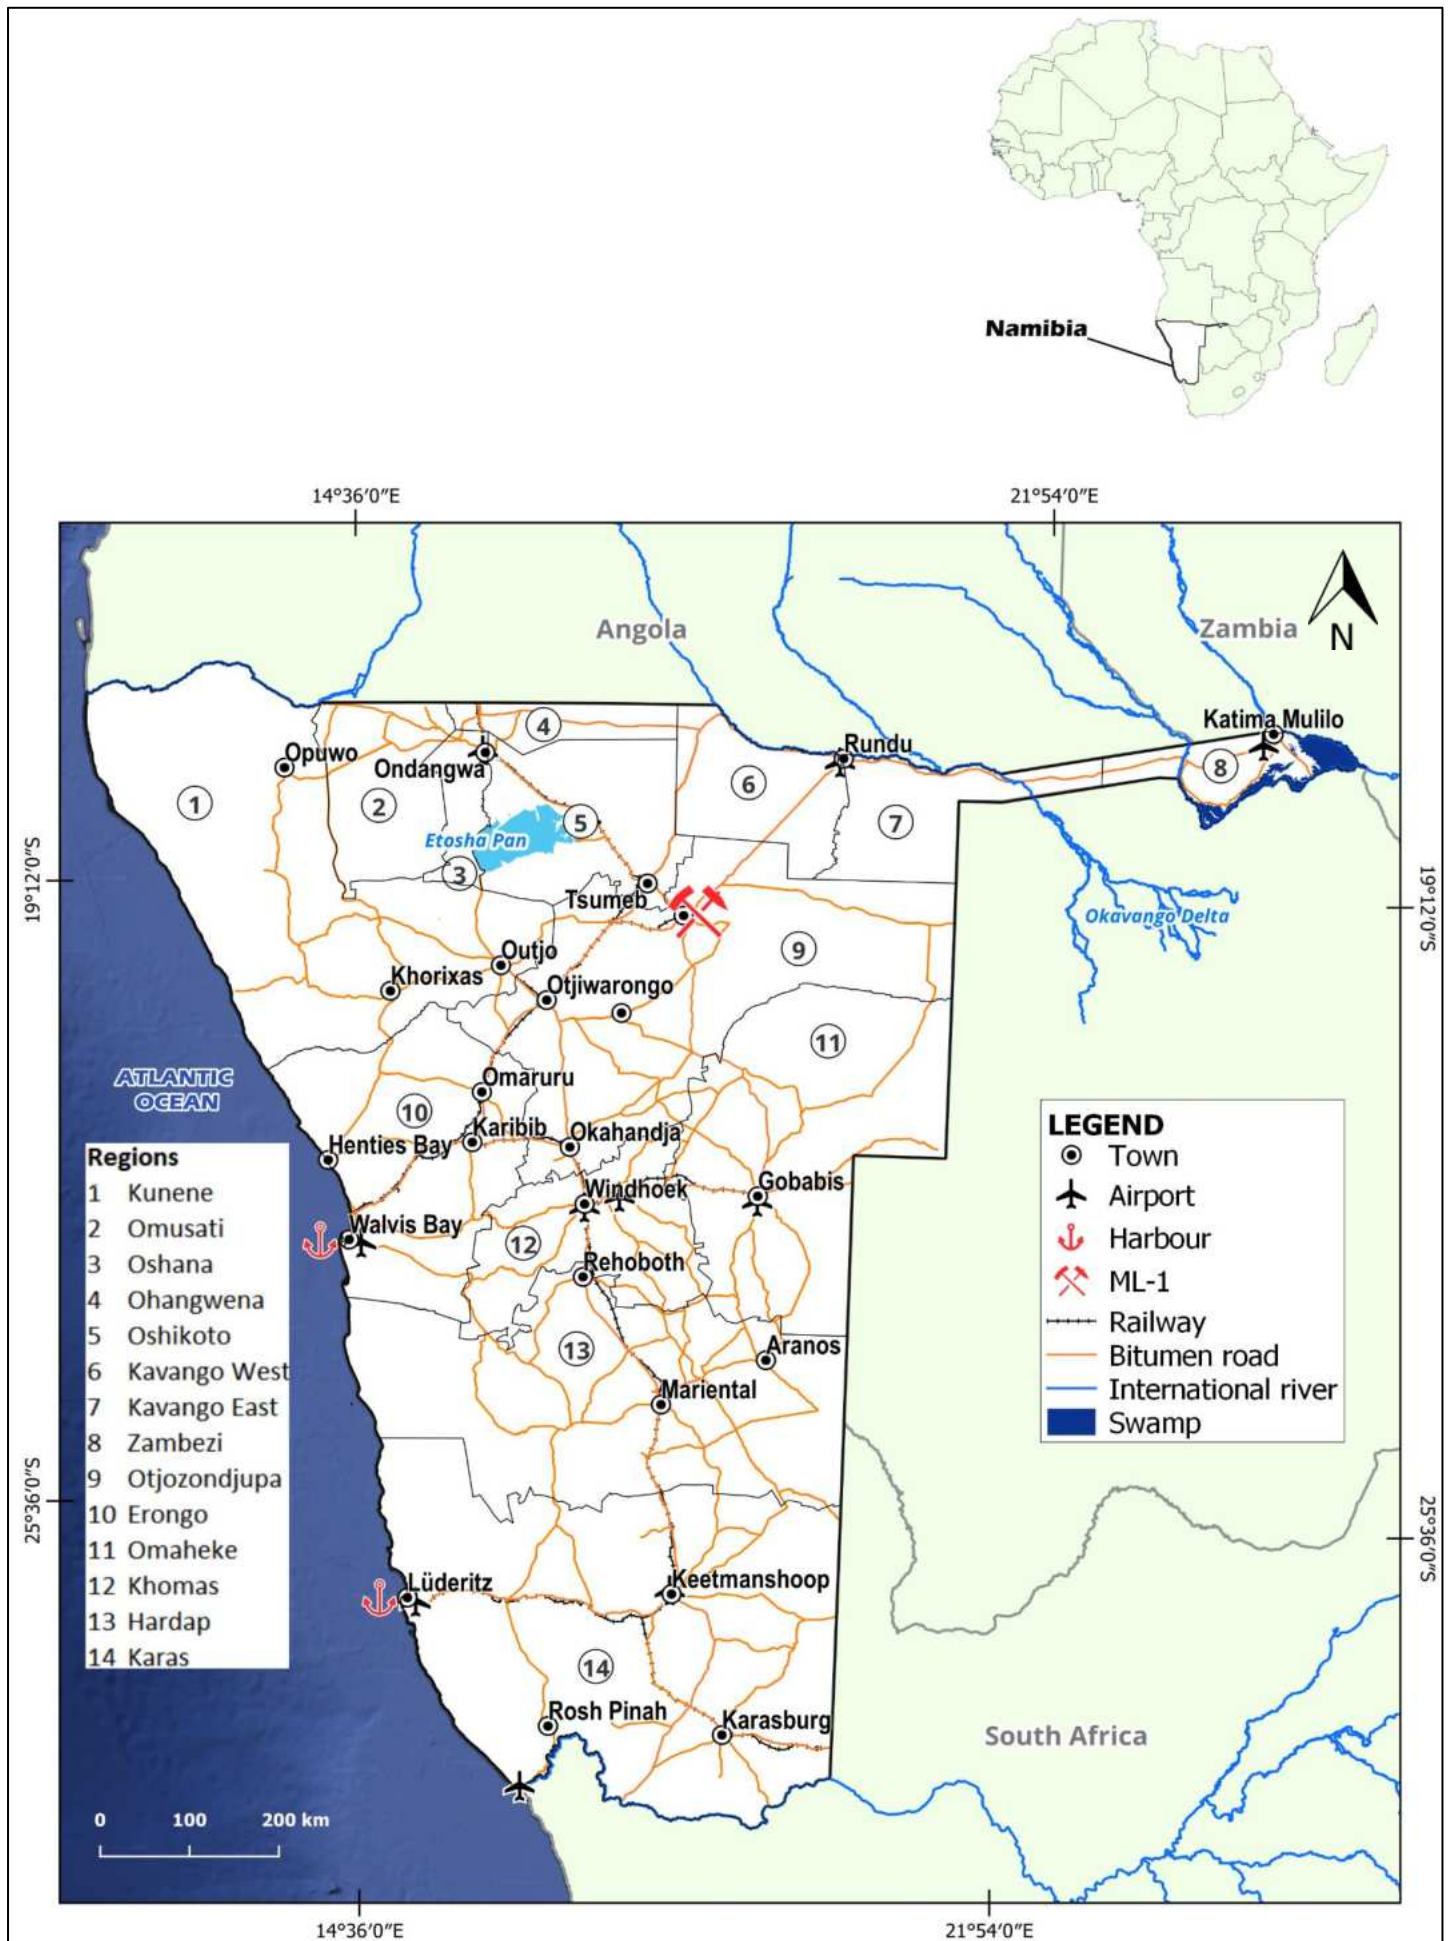 Namibia
14°36′0″E
21°54′0″E
Angola
Zambia
N
Katima Mulilo
Rundu
Opuwo
Ondangwa
4
8
6
1
2
5
7
Etosha Pan
3
19°12′0″S
19°12′0″S
Tsumeb
Okavango Delta
9
Outjo
Khorixas
Otjiwarongo
11
ATLANTIC
OCEAN
Omaruru
10
Karibib
Okahandja
Henties Bay
Windhoek
Gobabis
Walvis Bay
12
Rehoboth
13
Aranos
Mariental
LEGEND
Town
Airport
Harbour
ML-1
Railway
Bitumen road
International river
Swamp
Regions
1 Kunene
2 Omusati
3 Oshana
4 Ohangwena
5 Oshikoto
6 Kavango West
7 Kavango East
8 Zambezi
9 Otjozondjupa
10 Erongo
11 Omaheke
12 Khomas
13 Hardap
14 Karas
25°36′0″S
25°36′0″S
Lüderitz
Keetmanshoop
14
Rosh Pinah
Karasburg
South Africa
0 100 200 km
14°36′0″E
21°54′0″E